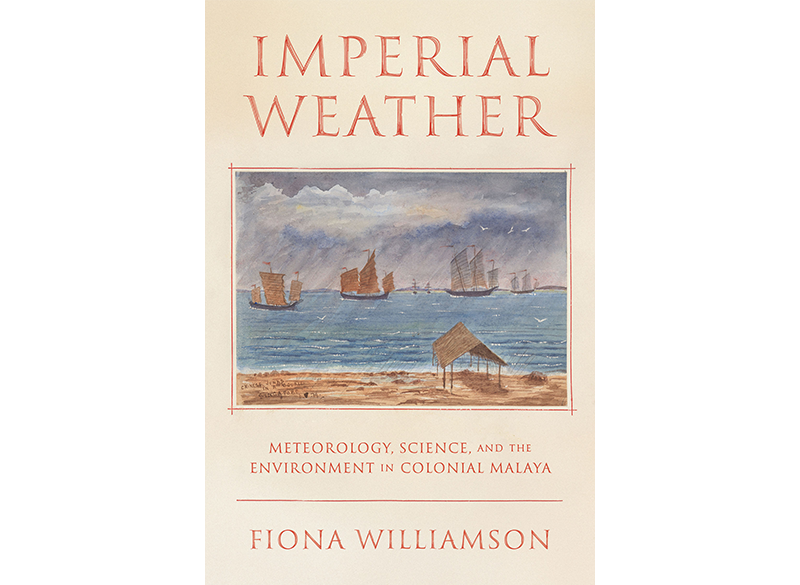 IMPERIAL
WEATHER
METEOROLOGY, SCIENCE, AND THE
ENVIRONMENT IN COLONIAL MALAYA
FIONA WILLIAMSON